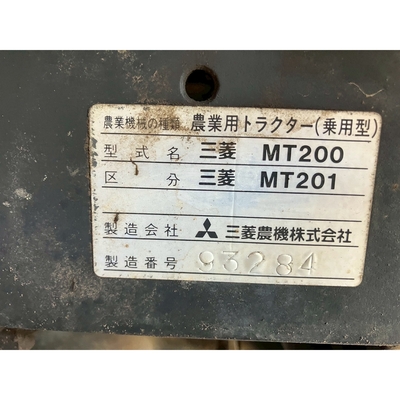 農業機械の種類 農業用トラクター(乗用型)
型式名 三菱 MT200
区分 三菱 MT201
製造会社 三菱農機株式会社
製造番号 93284